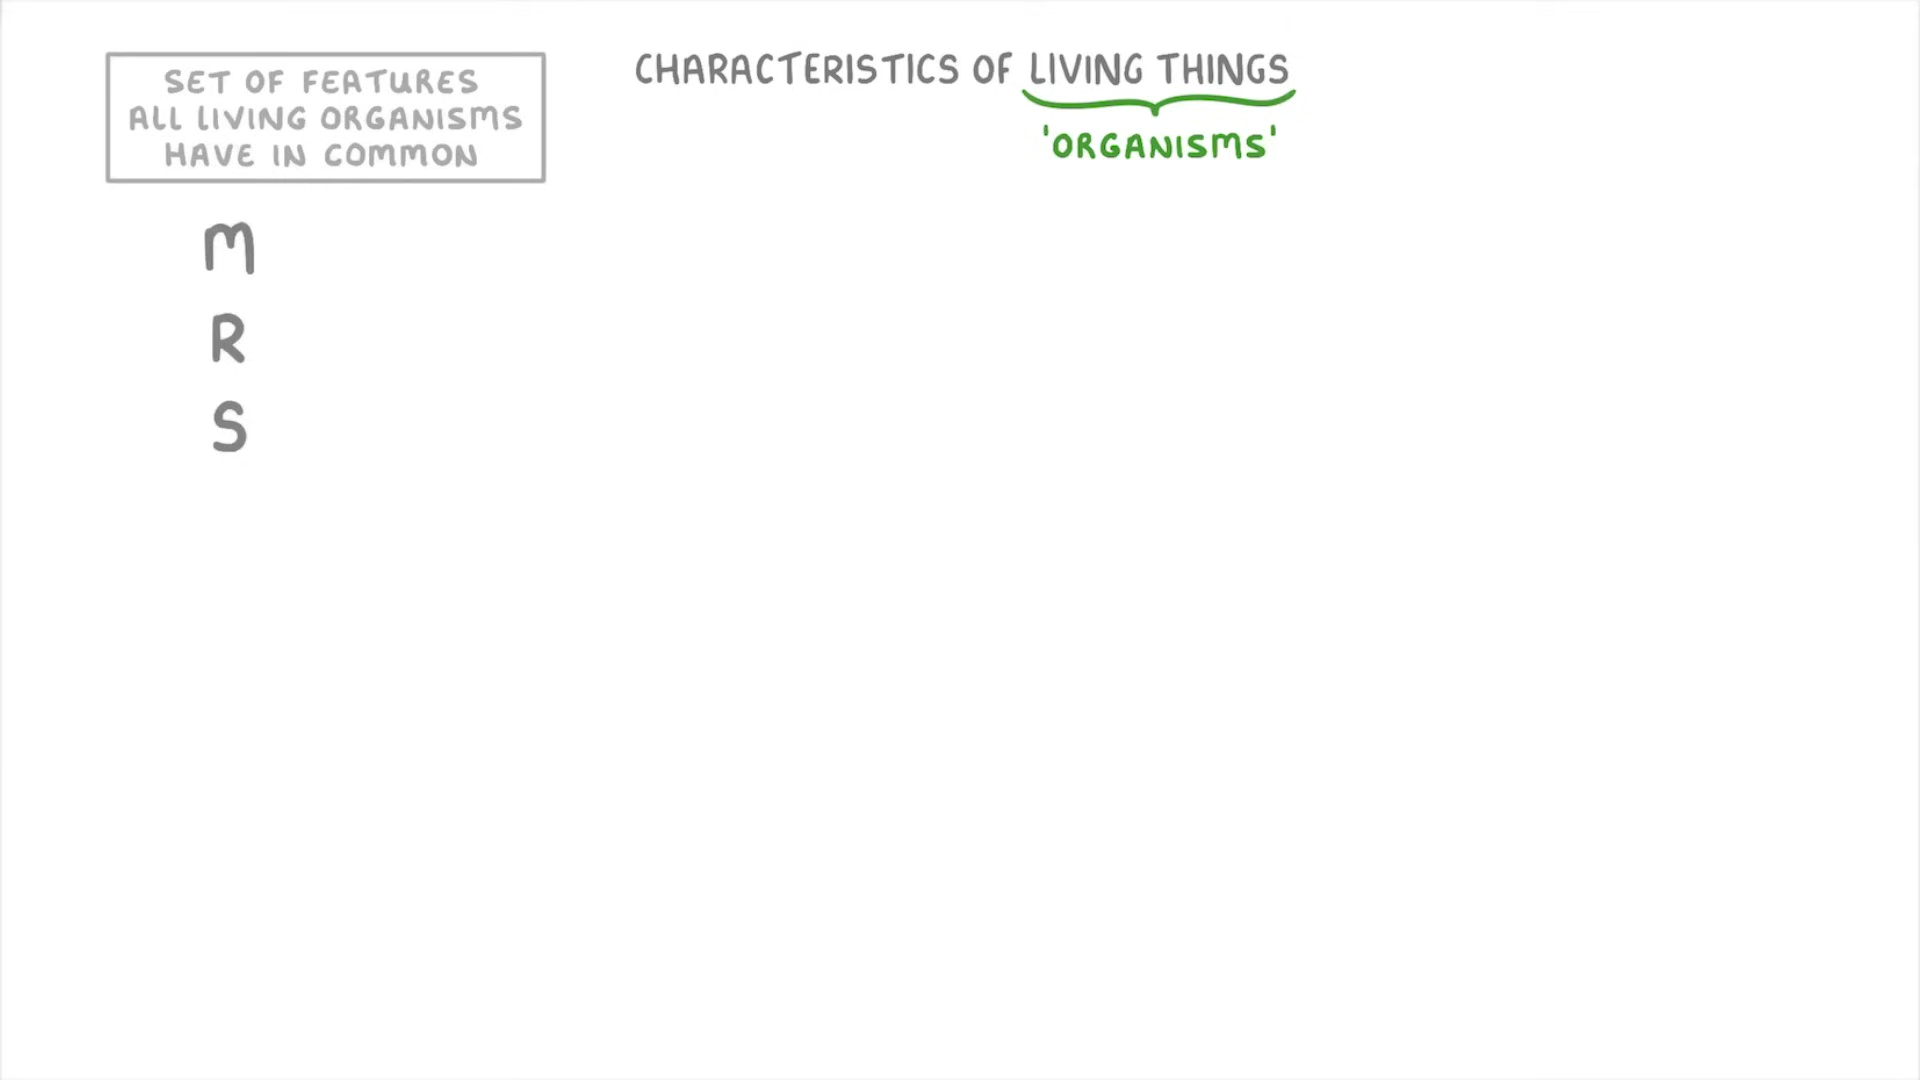 SET OF FEATURES
ALL LIVING ORGANISMS
HAVE IN COMMON
CHARACTERISTICS OF LIVING THINGS
'ORGANISMS'
M
R
S